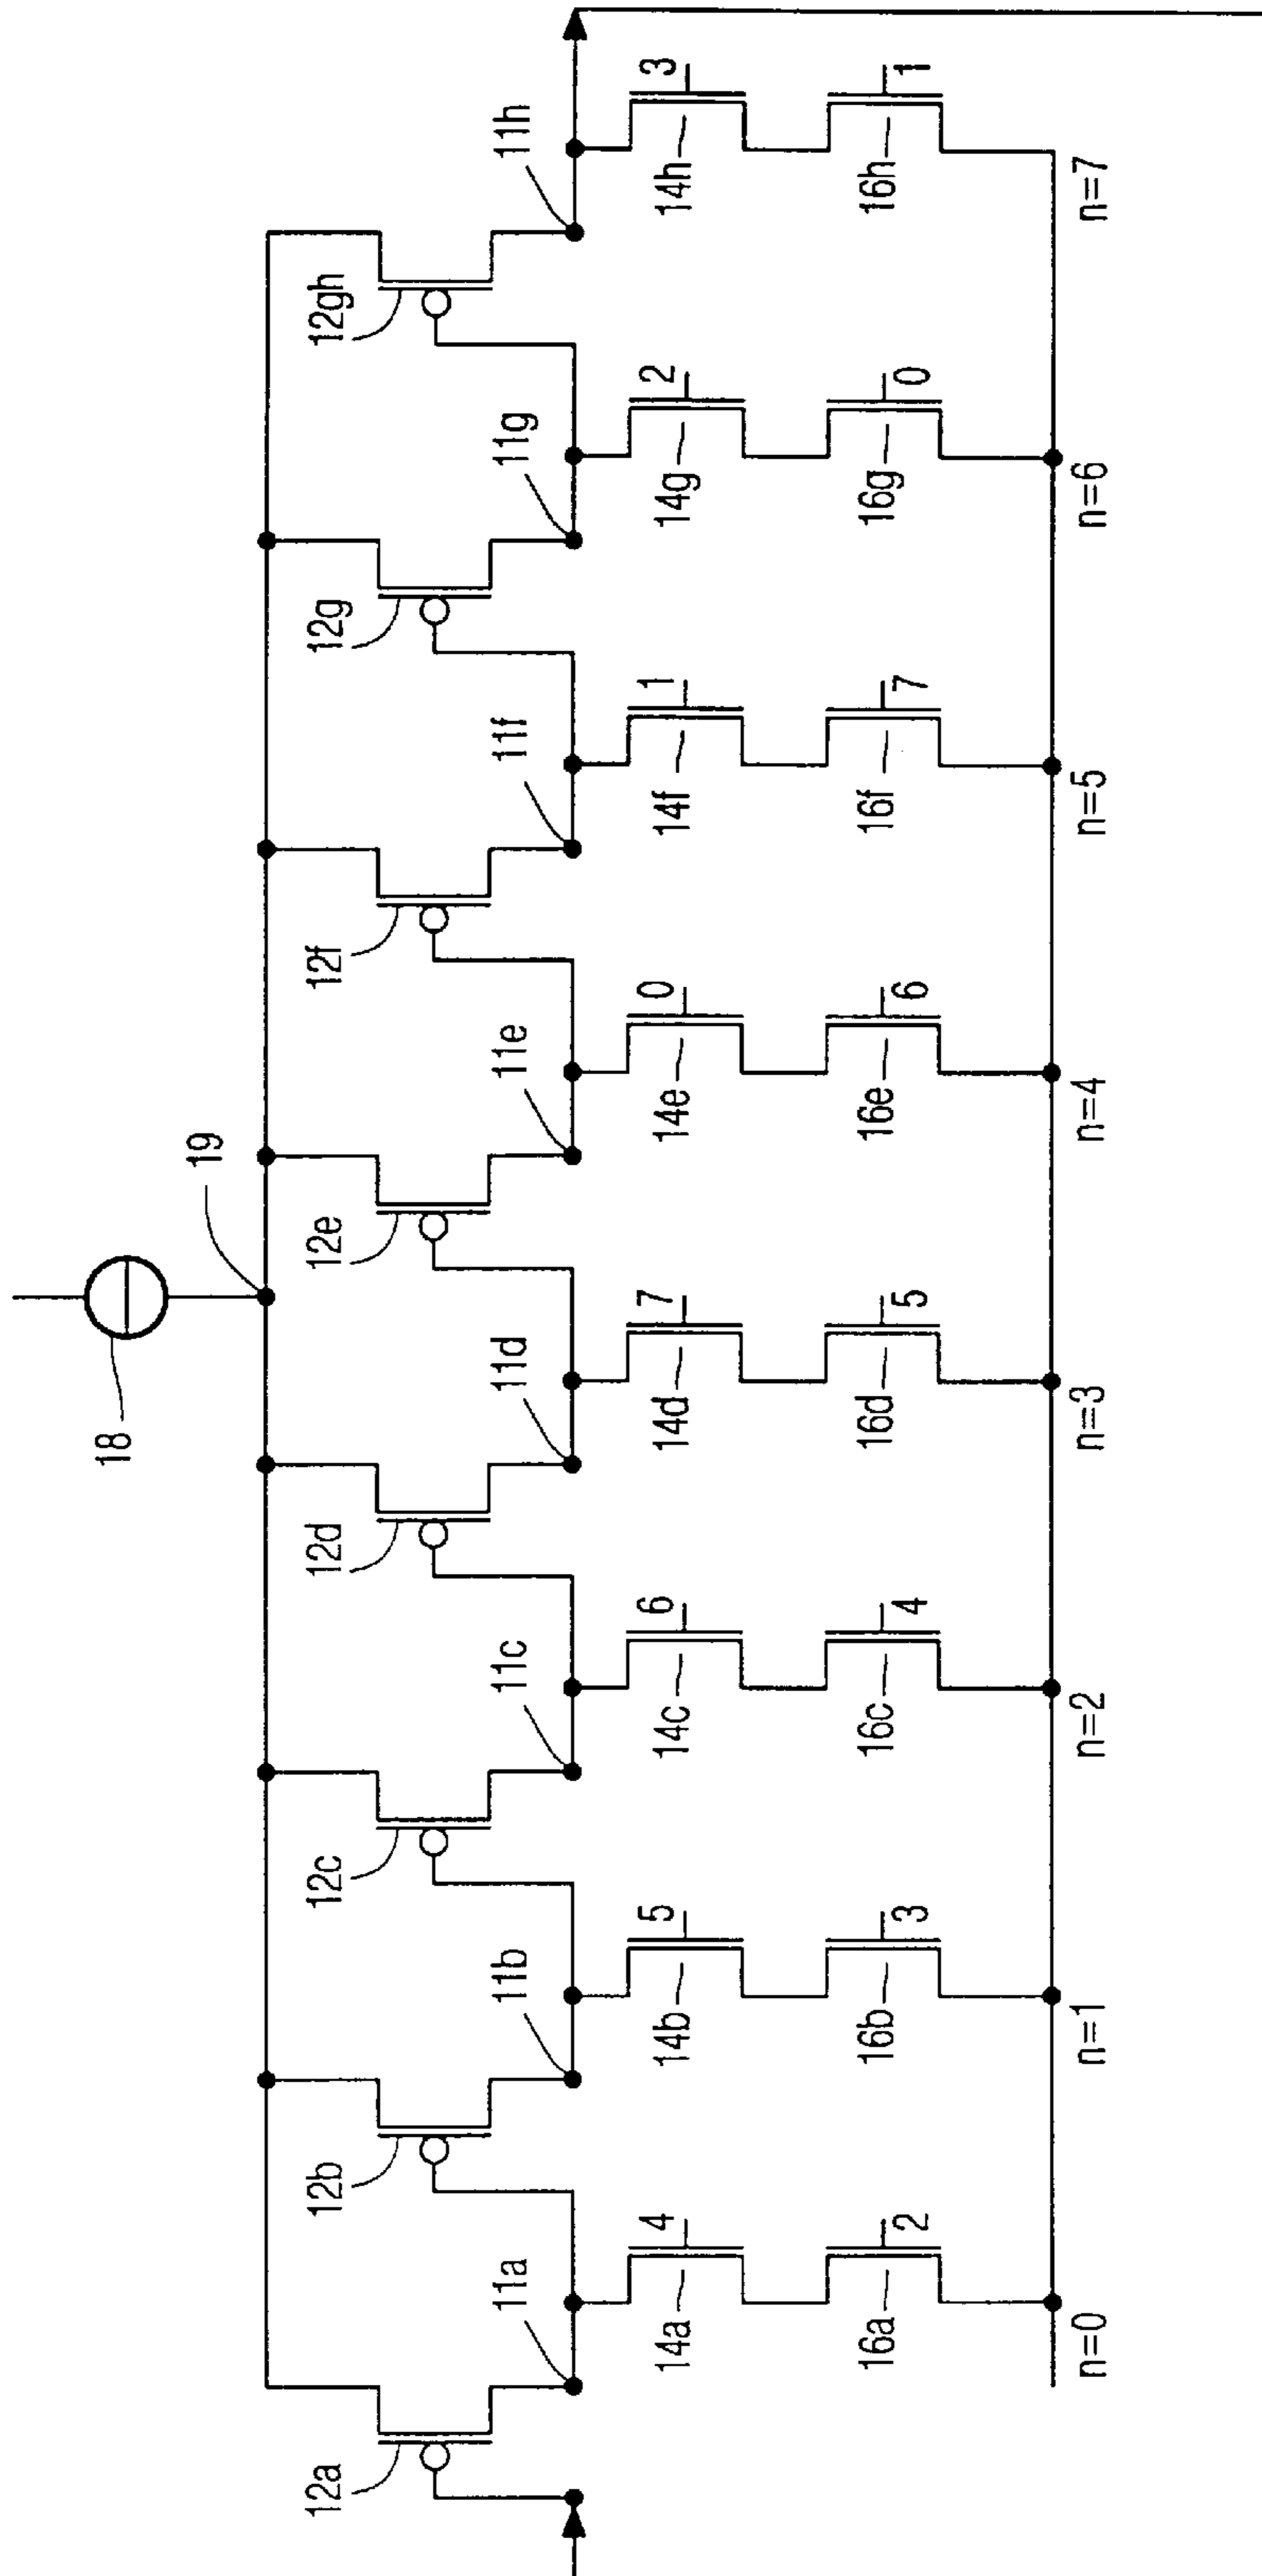 18
19
12a
12b
12c
12d
12e
12f
12g
12gh
11a
11b
11c
11d
11e
11f
11g
11h
14a
4
14b
5
14c
6
14d
7
14e
0
14f
1
14g
2
14h
3
16a
2
16b
3
16c
4
16d
5
16e
6
16f
7
16g
0
16h
1
n=0
n=1
n=2
n=3
n=4
n=5
n=6
n=7